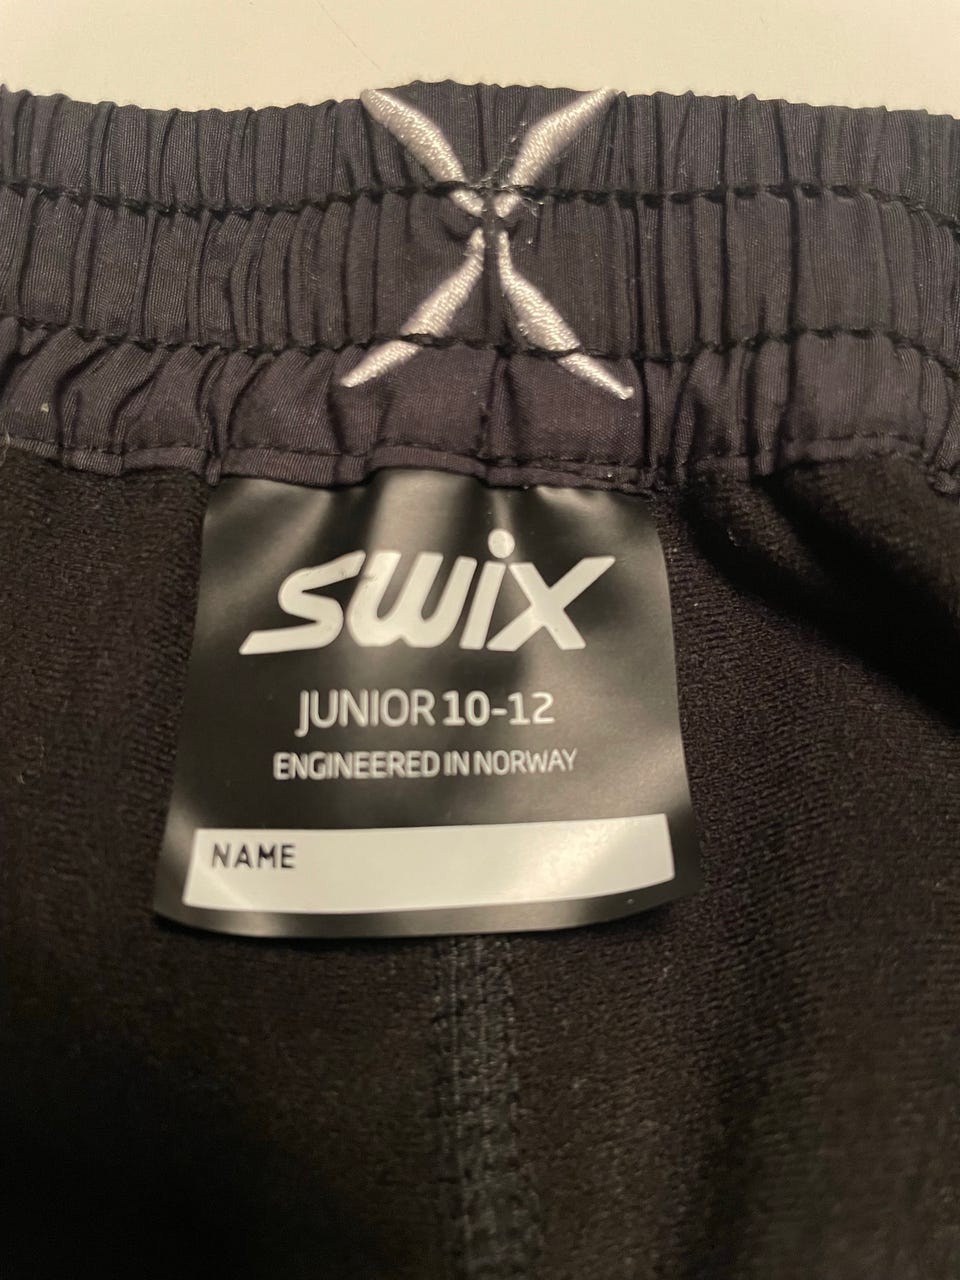 SWiX
JUNIOR 10-12
ENGINEERED IN NORWAY
NAME